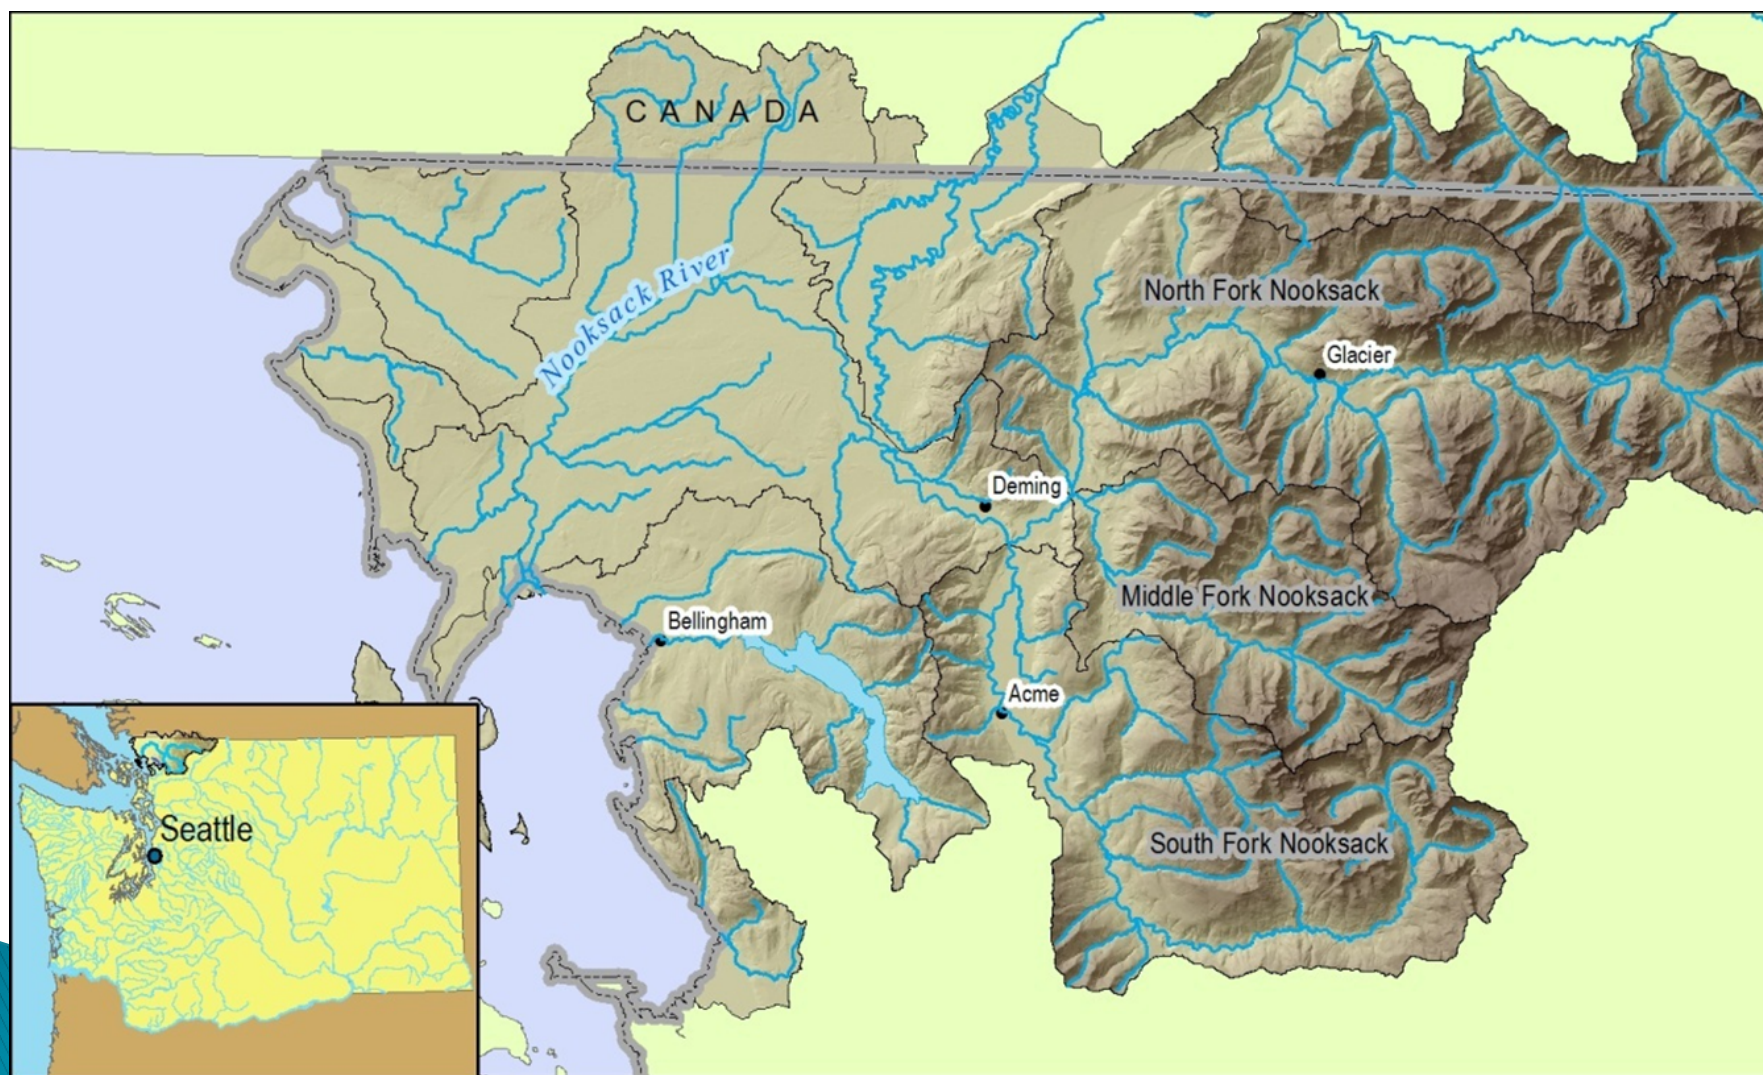 CANADA
Nooksack River
North Fork Nooksack
Glacier
Deming
Middle Fork Nooksack
Bellingham
Acme
Seattle
South Fork Nooksack